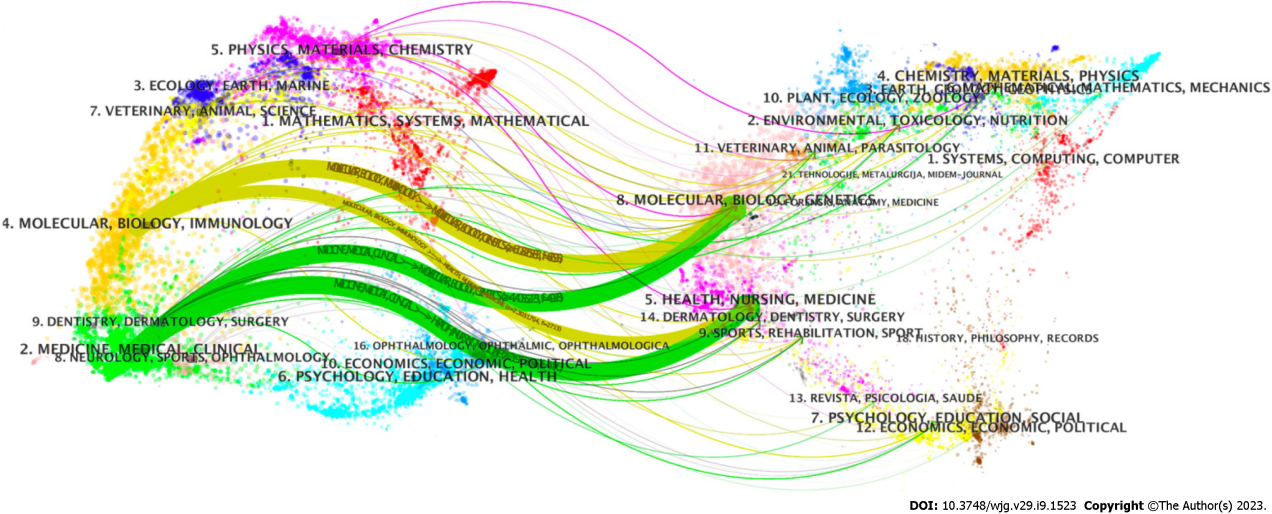 5. PHYSICS, MATERIALS, CHEMISTRY
3. ECOLOGY, EARTH, MARINE
7. VETERINARY, ANIMAL, SCIENCE
1. MATHEMATICS, SYSTEMS, MATHEMATICAL
4. MOLECULAR, BIOLOGY, IMMUNOLOGY
9. DENTISTRY, DERMATOLOGY, SURGERY
2. MEDICINE, MEDICAL, CLINICAL
8. NEUROLOGY, SPORTS, OPHTHALMOLOGY
16. OPHTHALMOLOGY, OPHTHALMIC, OPHTHALMOLOGICA
10. ECONOMICS, ECONOMIC, POLITICAL
6. PSYCHOLOGY, EDUCATION, HEALTH
4. CHEMISTRY, MATERIALS, PHYSICS
3. EARTH,
MATHEMATICAL, MATHEMATICS, MECHANICS
10. PLANT, ECOLOGY, ZOOLOGY
2. ENVIRONMENTAL, TOXICOLOGY, NUTRITION
11. VETERINARY, ANIMAL, PARASITOLOGY
1. SYSTEMS, COMPUTING, COMPUTER
21. TEHNOLOGIJE, METALURGIJA, MIDEM-JOURNAL
8. MOLECULAR, BIOLOGY, GENETICS
ANATOMY, MEDICINE
5. HEALTH, NURSING, MEDICINE
14. DERMATOLOGY, DENTISTRY, SURGERY
9. SPORTS, REHABILITATION, SPORT
18. HISTORY, PHILOSOPHY, RECORDS
13. REVISTA, PSICOLOGIA, SAUDE
7. PSYCHOLOGY, EDUCATION, SOCIAL
12. ECONOMICS, ECONOMIC, POLITICAL
DOI: 10.3748/wjg.v29.i9.1523 Copyright ©The Author(s) 2023.